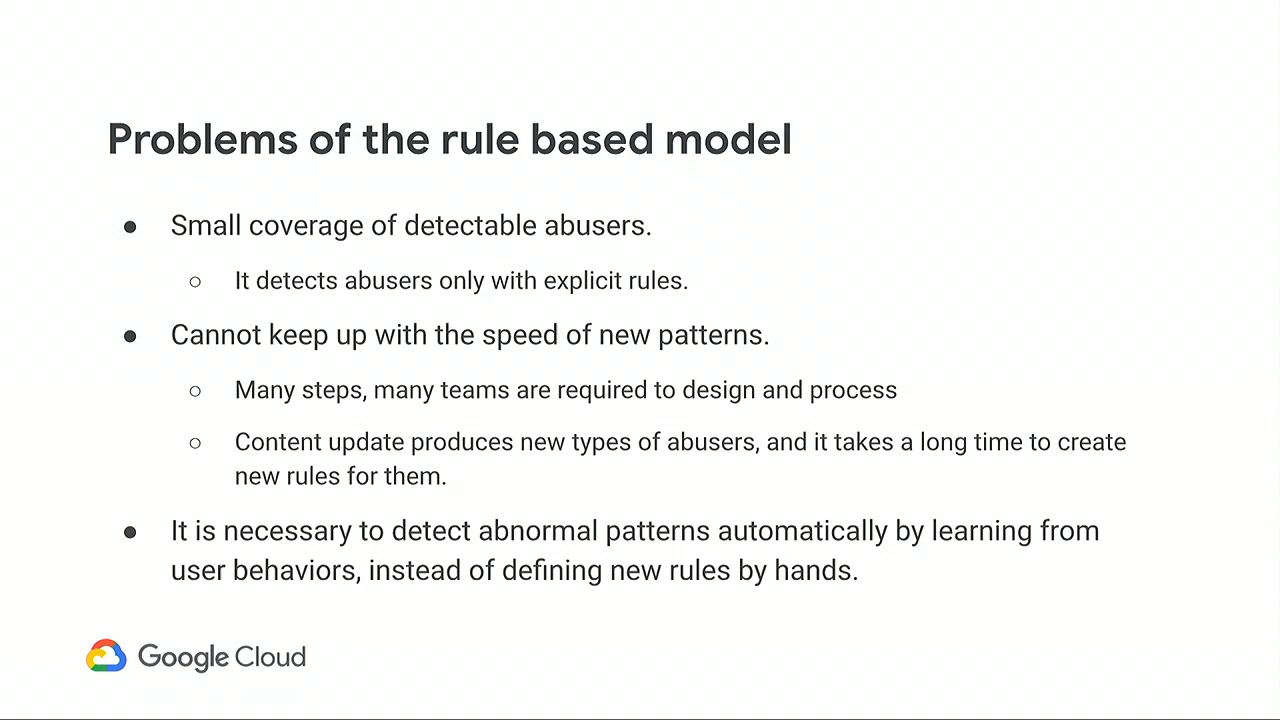 Problems of the rule based model
● Small coverage of detectable abusers.
○ It detects abusers only with explicit rules.
● Cannot keep up with the speed of new patterns.
○ Many steps, many teams are required to design and process
○ Content update produces new types of abusers, and it takes a long time to create
new rules for them.
● It is necessary to detect abnormal patterns automatically by learning from
user behaviors, instead of defining new rules by hands.
Google Cloud